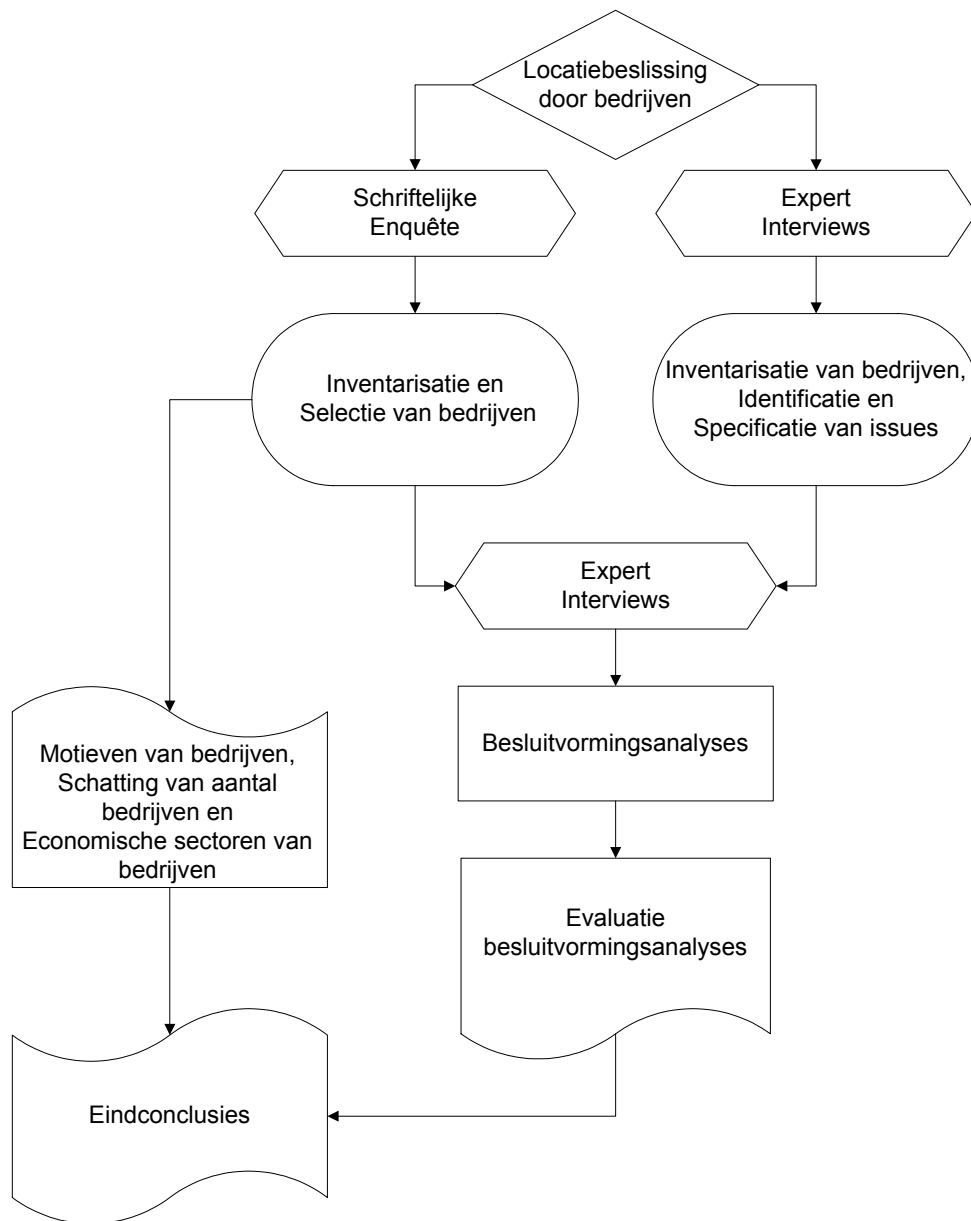 Locatiebeslissing
door bedrijven
Schriftelijke
Enquête
Expert
Interviews
Inventarisatie en
Selectie van bedrijven
Inventarisatie van bedrijven,
Identificatie en
Specificatie van issues
Expert
Interviews
Motieven van bedrijven,
Schatting van aantal
bedrijven en
Economische sectoren van
bedrijven
Besluitvormingsanalyses
Evaluatie
besluitvormingsanalyses
Eindconclusies